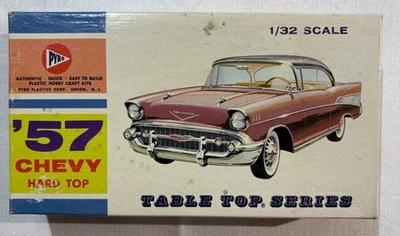 PYRO
AUTHENTIC - QUICK - EASY TO BUILD
PLASTIC HOBBY CRAFT KITS
PYRO PLASTICS CORP. UNION, N.J.
1/32 SCALE
'57
CHEVY
HARD TOP
TABLE TOP SERIES